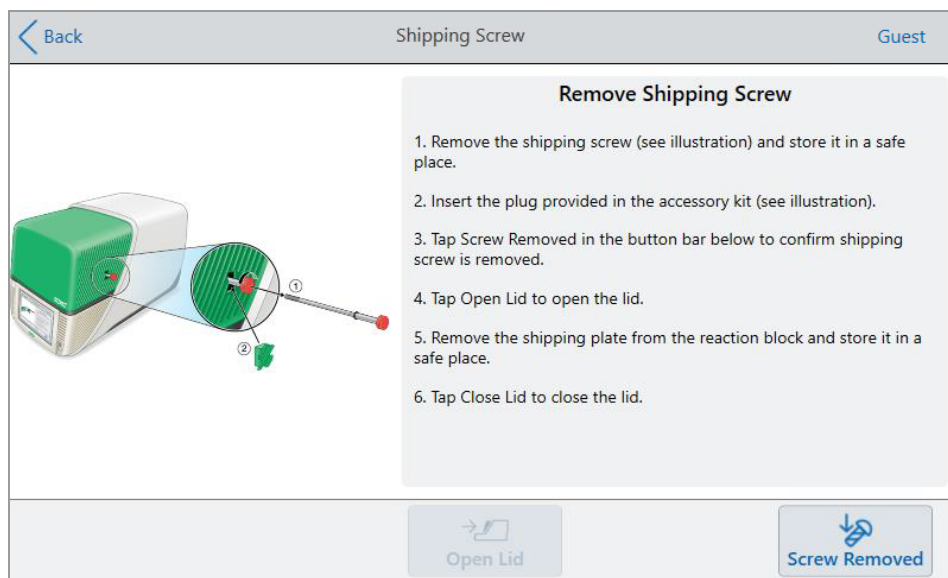 Back
Shipping Screw
Guest
Remove Shipping Screw
1. Remove the shipping screw (see illustration) and store it in a safe
place.
2. Insert the plug provided in the accessory kit (see illustration).
3. Tap Screw Removed in the button bar below to confirm shipping
screw is removed.
4. Tap Open Lid to open the lid.
5. Remove the shipping plate from the reaction block and store it in a
safe place.
6. Tap Close Lid to close the lid.
1
2
Open Lid
Screw Removed